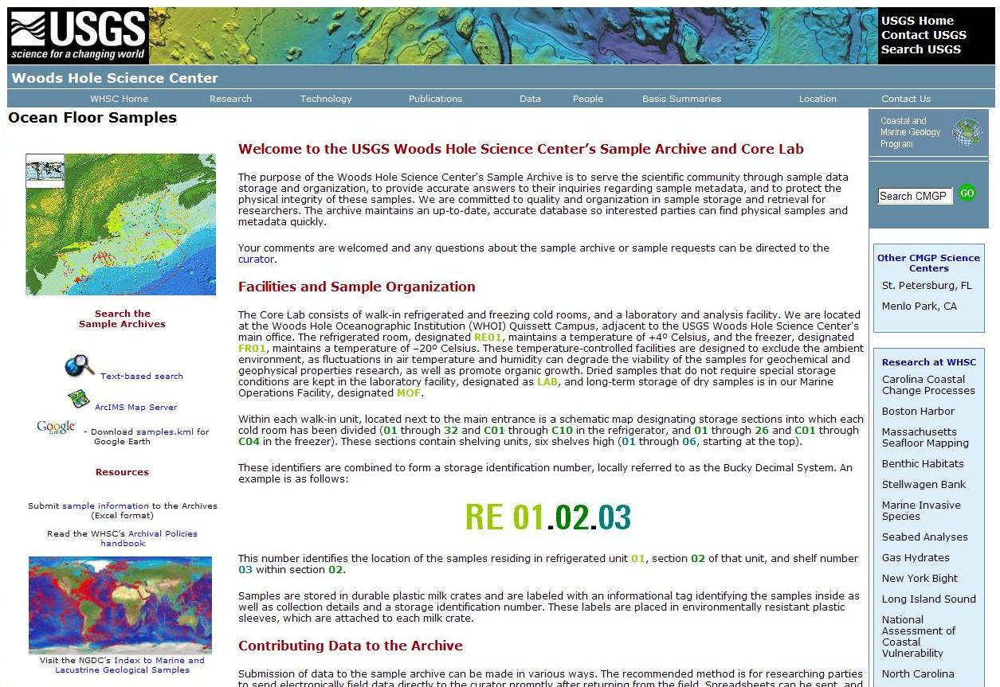 USGS
science for a changing world
USGS Home
Contact USGS
Search USGS
Woods Hole Science Center
WHSC Home
Research
Technology
Publications
Data
People
Basis Summaries
Location
Contact Us
Ocean Floor Samples
Search the
Sample Archives
Text-based search
ArcIMS Map Server
Google
Earth
- Download samples.kml for
Google Earth
Resources
Submit sample information to the Archives
(Excel format)
Read the WHSC's Archival Policies
handbook
Visit the NGDC's Index to Marine and
Lacustrine Geological Samples
Welcome to the USGS Woods Hole Science Center's Sample Archive and Core Lab
The purpose of the Woods Hole Science Center's Sample Archive is to serve the scientific community through sample data
storage and organization, to provide accurate answers to their inquiries regarding sample metadata, and to protect the
physical integrity of these samples. We are committed to quality and organization in sample storage and retrieval for
researchers. The archive maintains an up-to-date, accurate database so interested parties can find physical samples and
metadata quickly.
Your comments are welcomed and any questions about the sample archive or sample requests can be directed to the
curator.
Facilities and Sample Organization
The Core Lab consists of walk-in refrigerated and freezing cold rooms, and a laboratory and analysis facility. We are located
at the Woods Hole Oceanographic Institution (WHOI) Quissett Campus, adjacent to the USGS Woods Hole Science Center's
main office. The refrigerated room, designated RE01, maintains a temperature of +4º Celsius, and the freezer, designated
FR01, maintains a temperature of –20º Celsius. These temperature-controlled facilities are designed to exclude the ambient
environment, as fluctuations in air temperature and humidity can degrade the viability of the samples for geochemical and
geophysical properties research, as well as promote organic growth. Dried samples that do not require special storage
conditions are kept in the laboratory facility, designated as LAB, and long-term storage of dry samples is in our Marine
Operations Facility, designated MOF.
Within each walk-in unit, located next to the main entrance is a schematic map designating storage sections into which each
cold room has been divided (01 through 32 and C01 through C10 in the refrigerator, and 01 through 26 and C01 through
C04 in the freezer). These sections contain shelving units, six shelves high (01 through 06, starting at the top).
These identifiers are combined to form a storage identification number, locally referred to as the Bucky Decimal System. An
example is as follows:
RE 01.02.03
This number identifies the location of the samples residing in refrigerated unit 01, section 02 of that unit, and shelf number
03 within section 02.
Samples are stored in durable plastic milk crates and are labeled with an informational tag identifying the samples inside as
well as collection details and a storage identification number. These labels are placed in environmentally resistant plastic
sleeves, which are attached to each milk crate.
Contributing Data to the Archive
Submission of data to the sample archive can be made in various ways. The recommended method is for researching parties
to send electronically field data directly to the curator promptly after returning from the field. Spreadsheets can be sent, and
Coastal and
Marine Geology
Program
Search CMGP
GO
Other CMGP Science
Centers
St. Petersburg, FL
Menlo Park, CA
Research at WHSC
Carolina Coastal
Change Processes
Boston Harbor
Massachusetts
Seafloor Mapping
Benthic Habitats
Stellwagen Bank
Marine Invasive
Species
Seabed Analyses
Gas Hydrates
New York Bight
Long Island Sound
National
Assessment of
Coastal
Vulnerability
North Carolina